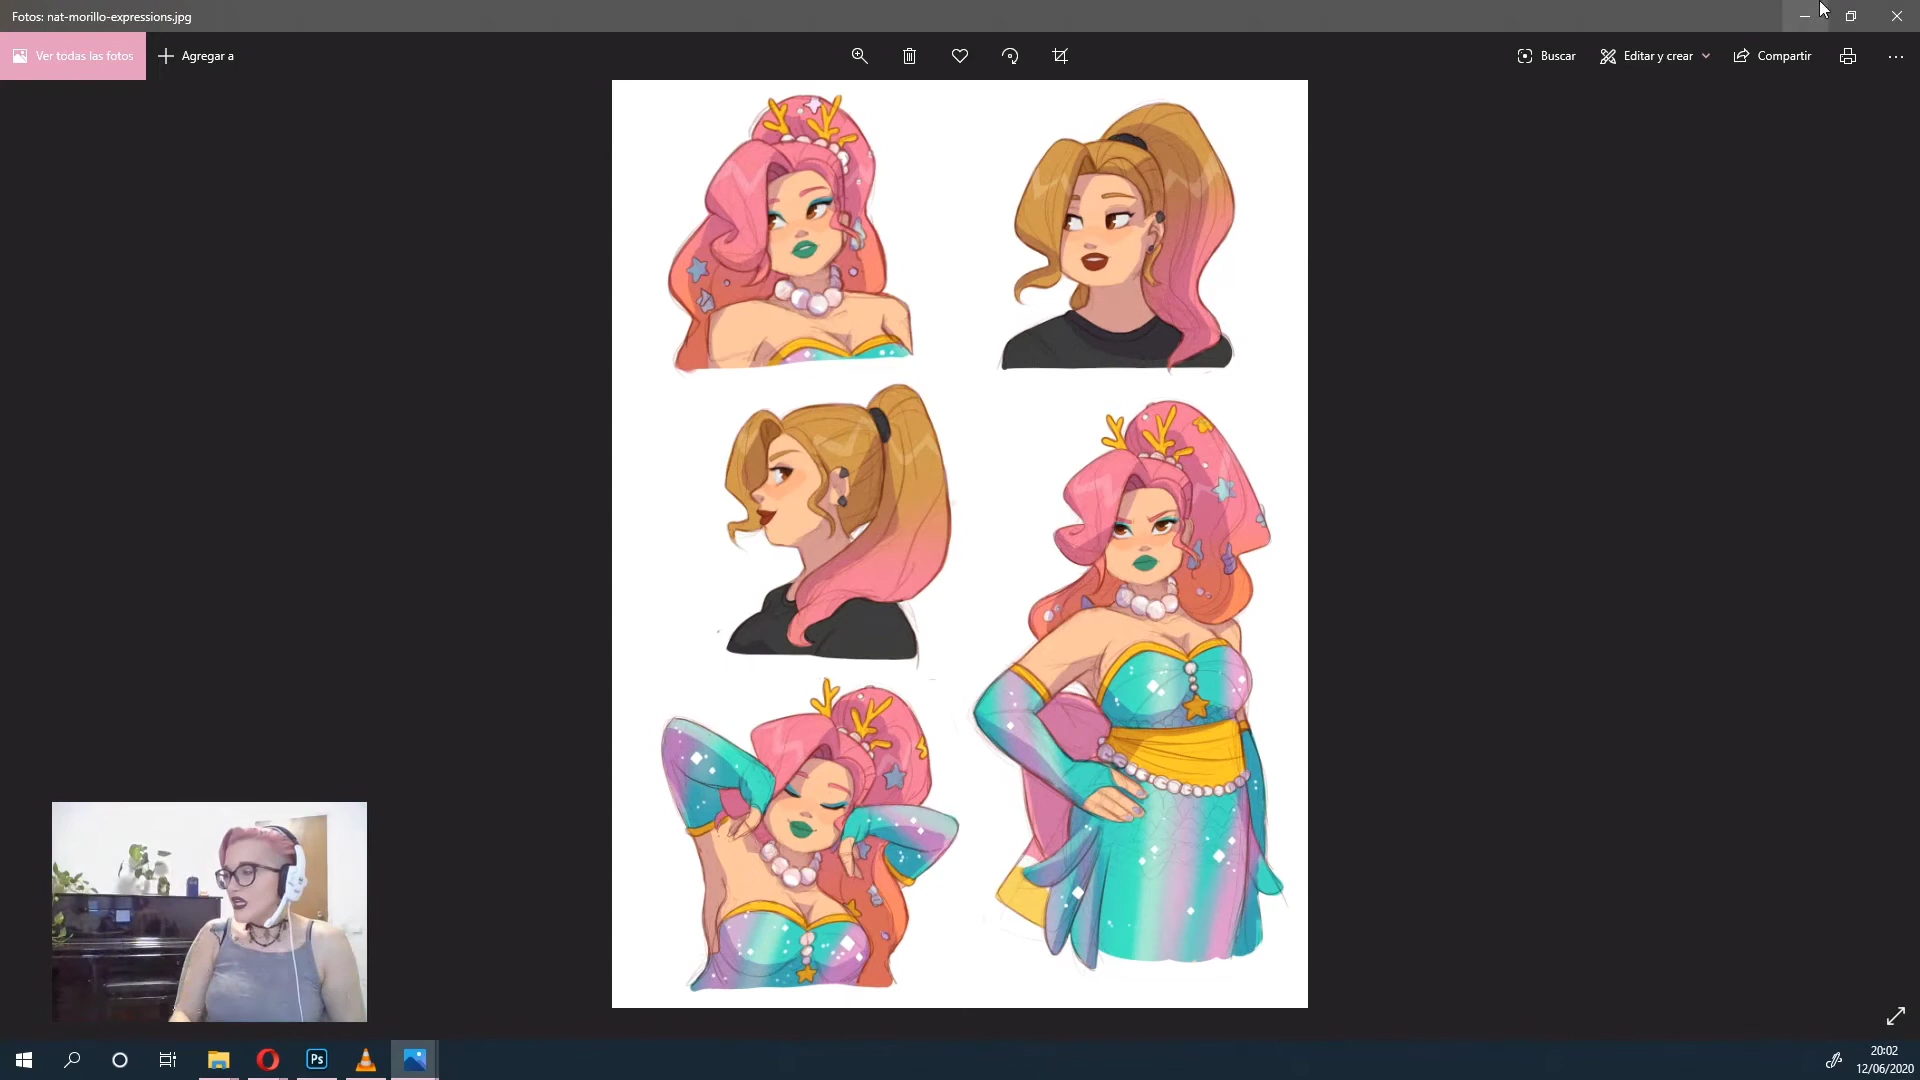 Fotos: nat-morillo-expressions.jpg
Ver todas las fotos
Agregar a
Buscar
Editar y crear
Compartir
Ps
20:02
12/06/2020